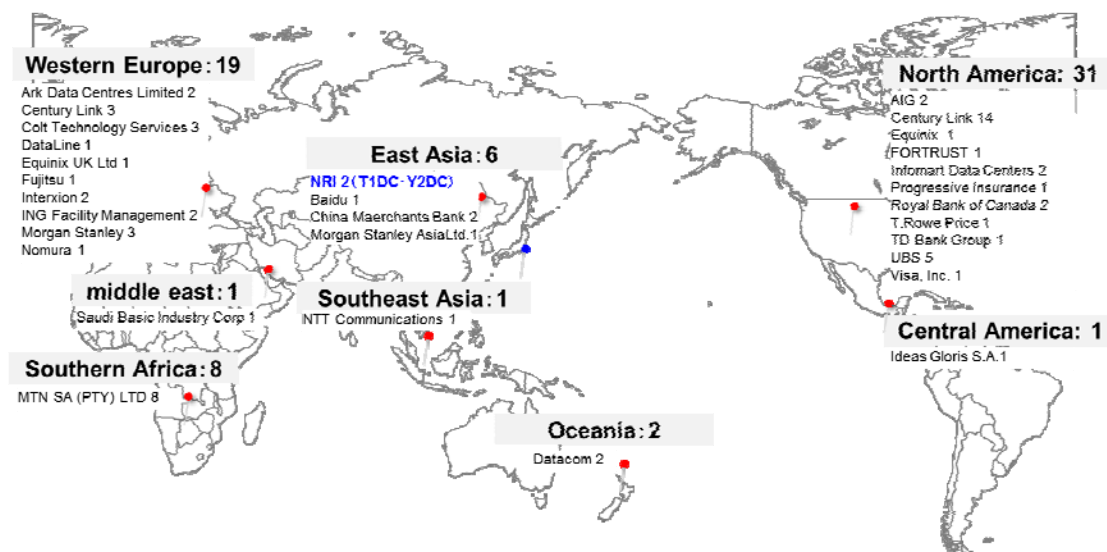 Western Europe: 19
Ark Data Centres Limited 2
Century Link 3
Colt Technology Services 3
DataLine 1
Equinix UK Ltd 1
Fujitsu 1
Interxion 2
ING Facility Management 2
Morgan Stanley 3
Nomura 1
East Asia: 6
NRI 2(T1DC・Y2DC)
Baidu 1
China Maerchants Bank 2
Morgan Stanley AsiaLtd.1
North America: 31
AIG 2
Century Link 14
Equinix 1
FORTRUST 1
Infomart Data Centers 2
Progressive Insurance 1
Royal Bank of Canada 2
T.Rowe Price 1
TD Bank Group 1
UBS 5
Visa, Inc. 1
middle east: 1
Saudi Basic Industry Corp 1
Southeast Asia: 1
NTT Communications 1
Central America: 1
Ideas Gloris S.A.1
Southern Africa: 8
MTN SA (PTY) LTD 8
Oceania: 2
Datacom 2